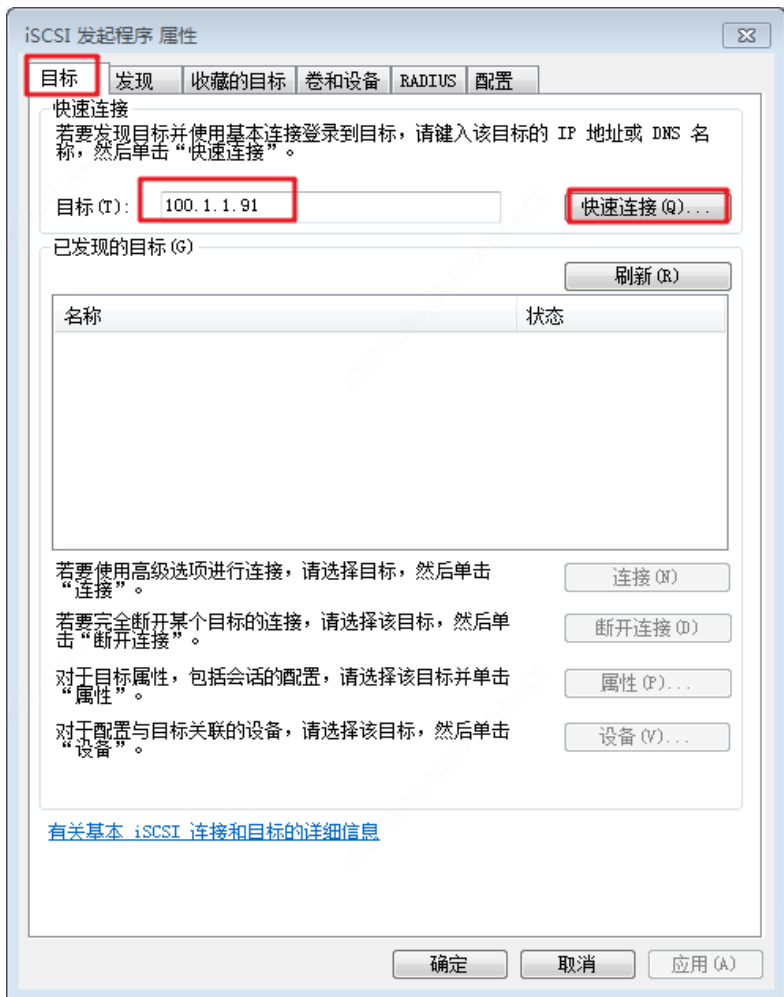 iSCSI 发起程序 属性
目标 发现 收藏的目标 卷和设备 RADIUS 配置
快速连接
若要发现目标并使用基本连接登录到目标，请键入该目标的 IP 地址或 DNS 名
称，然后单击“快速连接”。
目标(T): 100.1.1.91 快速连接(Q)...
已发现的目标(G)
刷新(R)
名称 状态
若要使用高级选项进行连接，请选择目标，然后单击
“连接”。
连接(N)
若要完全断开某个目标的连接，请选择该目标，然后单
击“断开连接”。
断开连接(D)
对于目标属性，包括会话的配置，请选择该目标并单击
“属性”。
属性(P)...
对于配置与目标关联的设备，请选择该目标，然后单击
“设备”。
设备(V)...
有关基本 iSCSI 连接和目标的详细信息
确定 取消 应用(A)